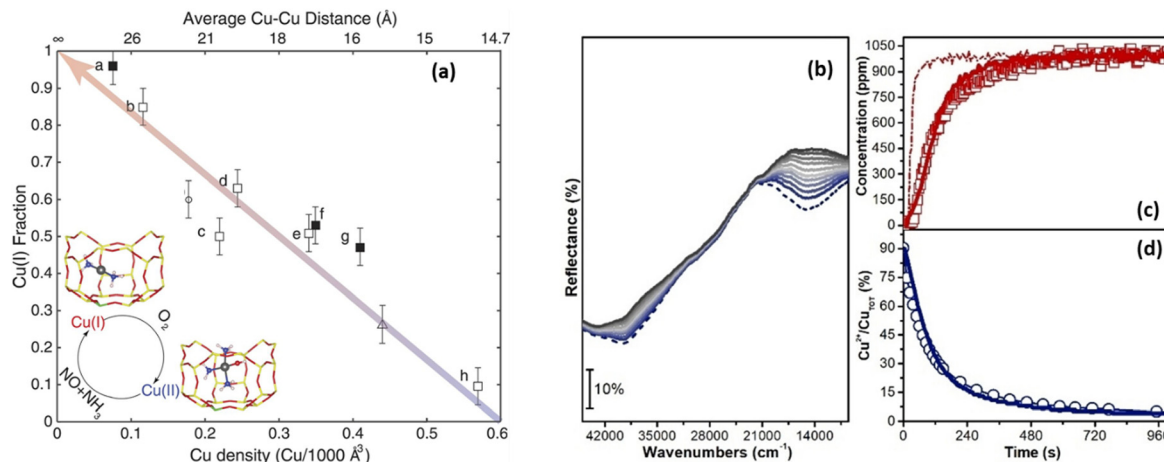 Average Cu-Cu Distance (Å)
∞ 26 21 20 16 15 14.7
1
0.9
0.8
0.7
0.6
0.5
0.4
0.3
0.2
0.1
0
Cu(I) Fraction
(a)
a
b
c
d
e
f
g
h
Cu(I)
O₂
NO+NH₃
Cu(II)
0 0.1 0.2 0.3 0.4 0.5 0.6
Cu density (Cu/1000 Å³)
(b)
Reflectance (%)
10%
42000 35000 28000 21000 14000
Wavenumbers (cm⁻¹)
1050
900
750
600
450
300
150
0
Concentration (ppm)
(c)
90
75
60
45
30
15
0
Cu²⁺/Cu_TOT (%)
(d)
0 240 480 720 960
Time (s)